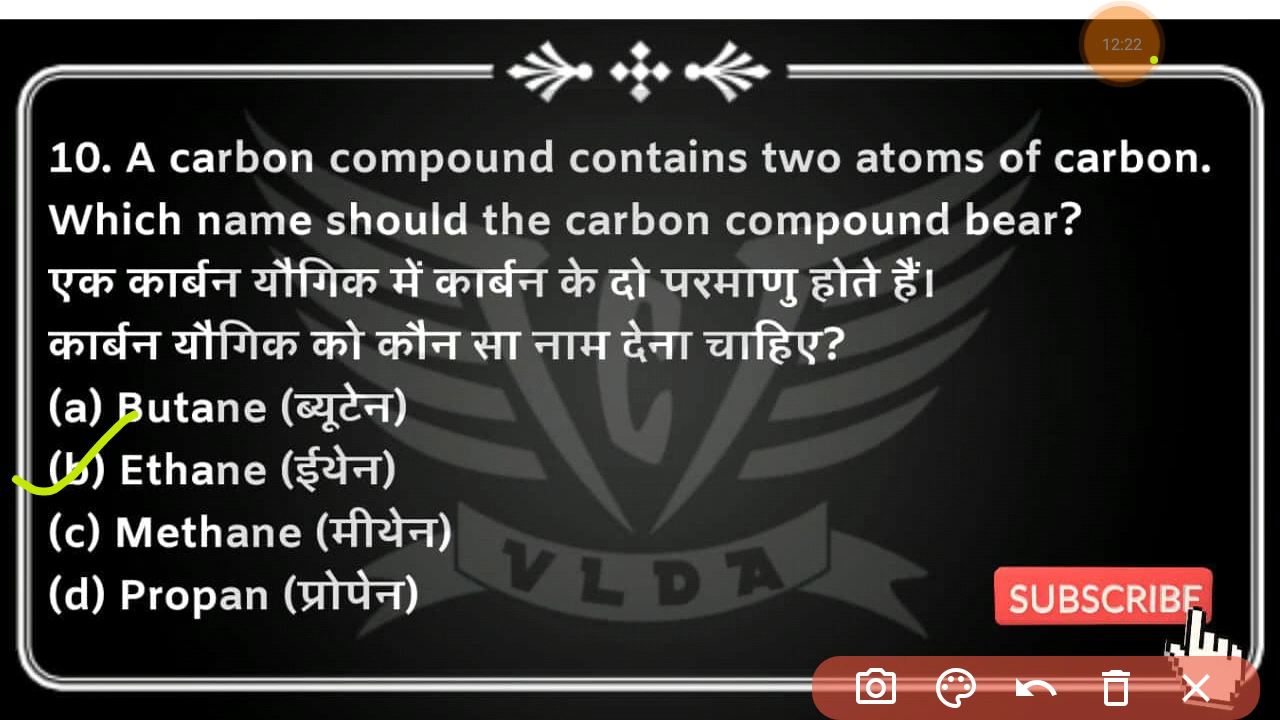 12:22
10. A carbon compound contains two atoms of carbon.
Which name should the carbon compound bear?
एक कार्बन यौगिक में कार्बन के दो परमाणु होते हैं।
कार्बन यौगिक को कौन सा नाम देना चाहिए?
(a) Butane (ब्यूटेन)
(b) Ethane (ईथेन)
(c) Methane (मीथेन)
(d) Propan (प्रोपेन)
VLDA
SUBSCRIBE